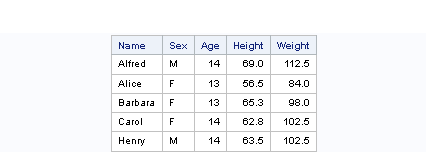 Name Sex Age Height Weight
Alfred M 14 69.0 112.5
Alice F 13 56.5 84.0
Barbara F 13 65.3 98.0
Carol F 14 62.8 102.5
Henry M 14 63.5 102.5